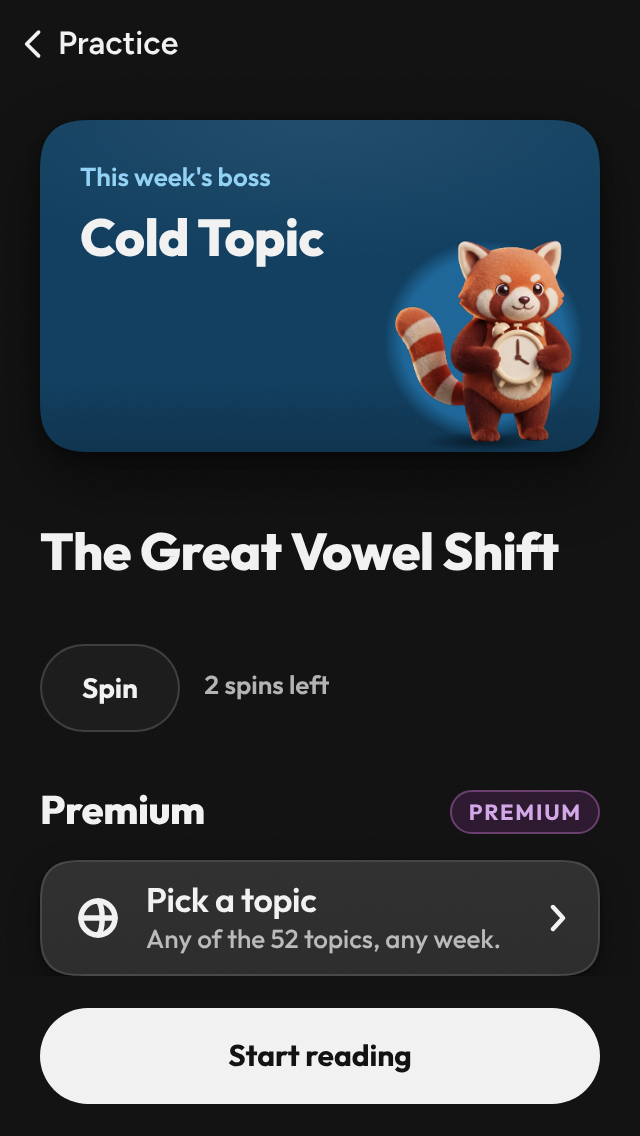 Practice
This week's boss
Cold Topic
The Great Vowel Shift
Spin
2 spins left
Premium
PREMIUM
Pick a topic
Any of the 52 topics, any week.
Start reading